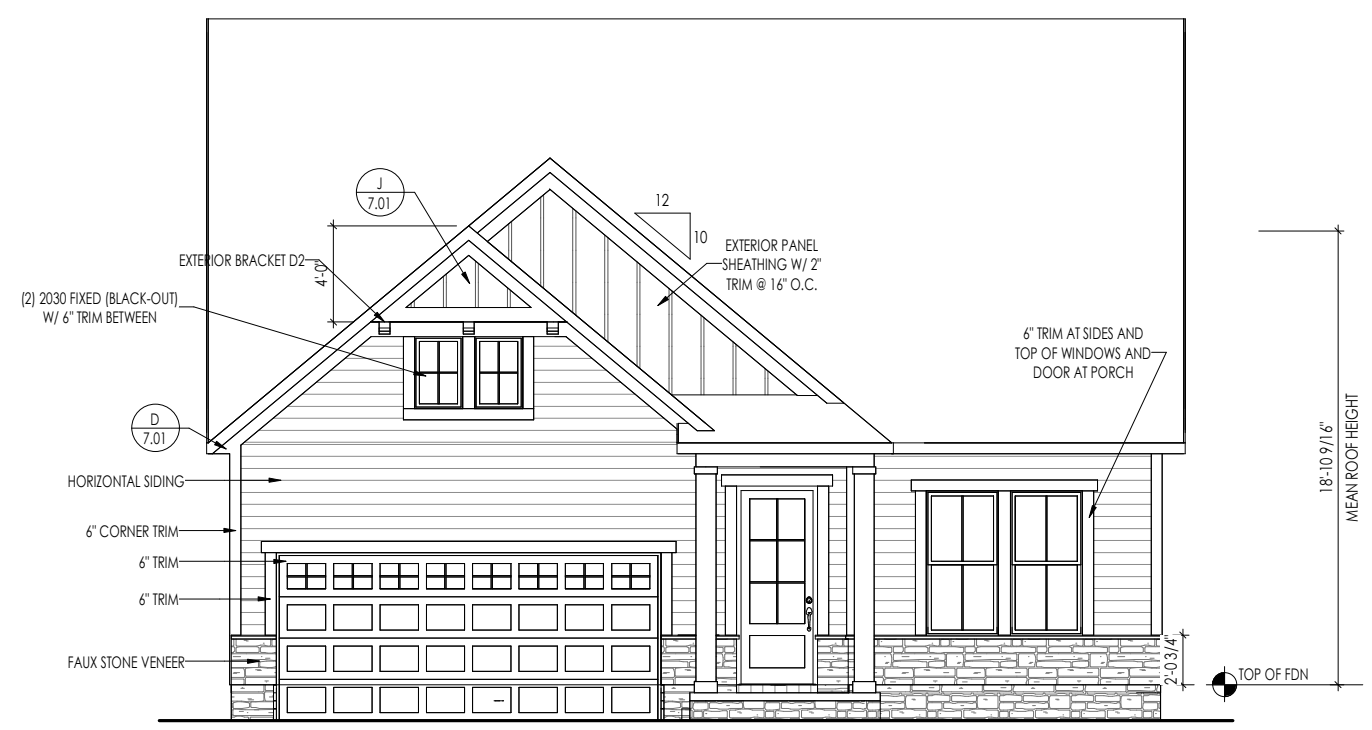 J
7.01
12
10
EXTERIOR PANEL
SHEATHING W/ 2"
TRIM @ 16" O.C.
EXTERIOR BRACKET D2
4'-0"
(2) 2030 FIXED (BLACK-OUT)
W/ 6" TRIM BETWEEN
6" TRIM AT SIDES AND
TOP OF WINDOWS AND
DOOR AT PORCH
D
7.01
18'-10 9/16"
MEAN ROOF HEIGHT
HORIZONTAL SIDING
6" CORNER TRIM
6" TRIM
6" TRIM
FAUX STONE VENEER
2'-0 3/4"
TOP OF FDN